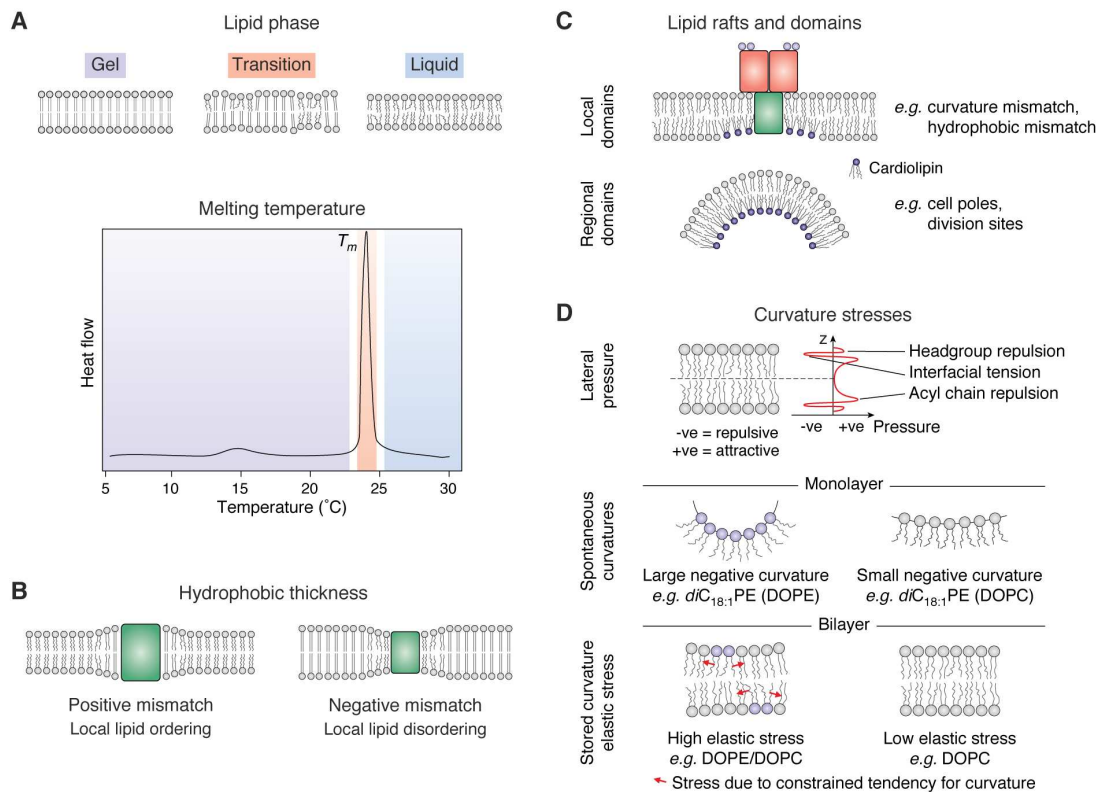 A
Lipid phase
Gel
Transition
Liquid
Melting temperature
Tm
Heat flow
5
10
15
20
25
30
Temperature (˚C)
B
Hydrophobic thickness
Positive mismatch
Local lipid ordering
Negative mismatch
Local lipid disordering
C
Lipid rafts and domains
Local
domains
e.g. curvature mismatch,
hydrophobic mismatch
Cardiolipin
Regional
domains
e.g. cell poles,
division sites
D
Curvature stresses
Lateral
pressure
Z
Headgroup repulsion
Interfacial tension
Acyl chain repulsion
-ve
+ve
Pressure
-ve = repulsive
+ve = attractive
Monolayer
Spontaneous
curvatures
Large negative curvature
e.g. diC18:1PE (DOPE)
Small negative curvature
e.g. diC18:1PE (DOPC)
Bilayer
Stored curvature
elastic stress
High elastic stress
e.g. DOPE/DOPC
Low elastic stress
e.g. DOPC
Stress due to constrained tendency for curvature